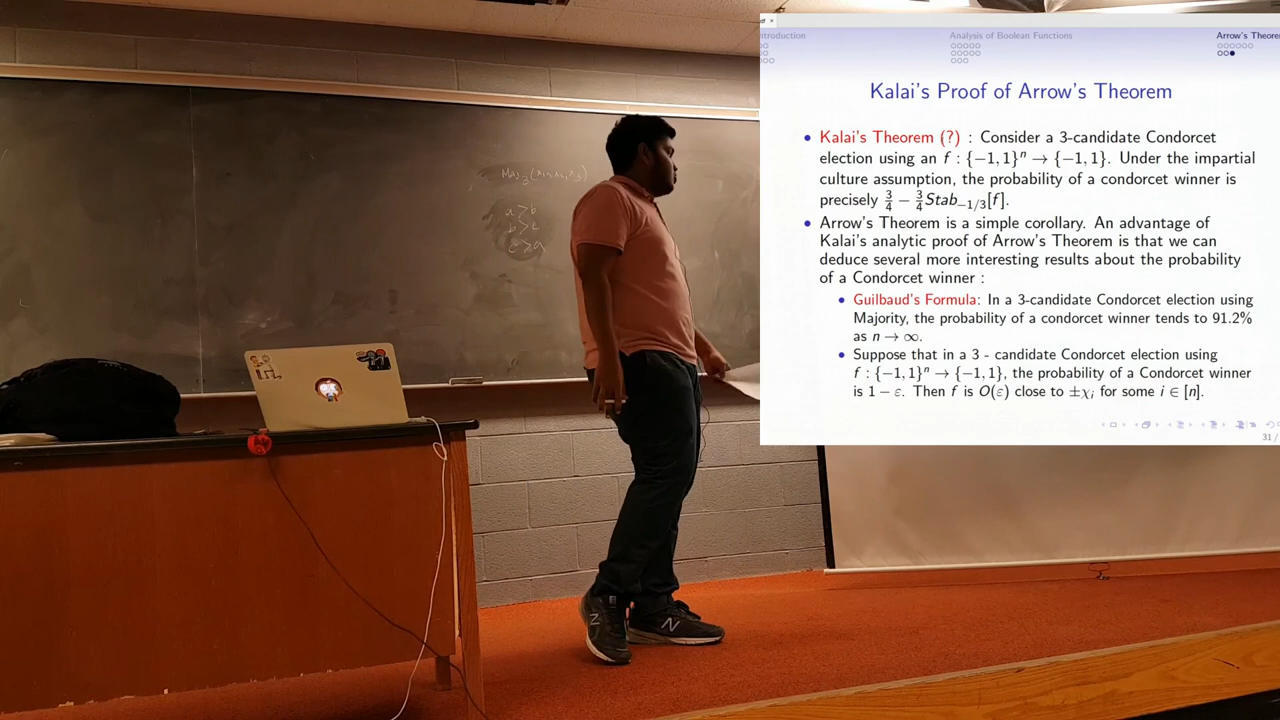 Maj₃(x₁,x₂,x₃)
a > b
b > c
c > a
Analysis of Boolean Functions
Arrow's Theore
Kalai's Proof of Arrow's Theorem
• Kalai's Theorem (?) : Consider a 3-candidate Condorcet
election using an f : {−1, 1}ⁿ → {−1, 1}. Under the impartial
culture assumption, the probability of a condorcet winner is
precisely 3/4 − 3/4 Stab₋₁/₃[f].
• Arrow's Theorem is a simple corollary. An advantage of
Kalai's analytic proof of Arrow's Theorem is that we can
deduce several more interesting results about the probability
of a Condorcet winner :
• Guilbaud's Formula: In a 3-candidate Condorcet election using
Majority, the probability of a condorcet winner tends to 91.2%
as n → ∞.
• Suppose that in a 3 - candidate Condorcet election using
f : {−1, 1}ⁿ → {−1, 1}, the probability of a Condorcet winner
is 1 − ε. Then f is O(ε) close to ±χᵢ for some i ∈ [n].
31 /
N